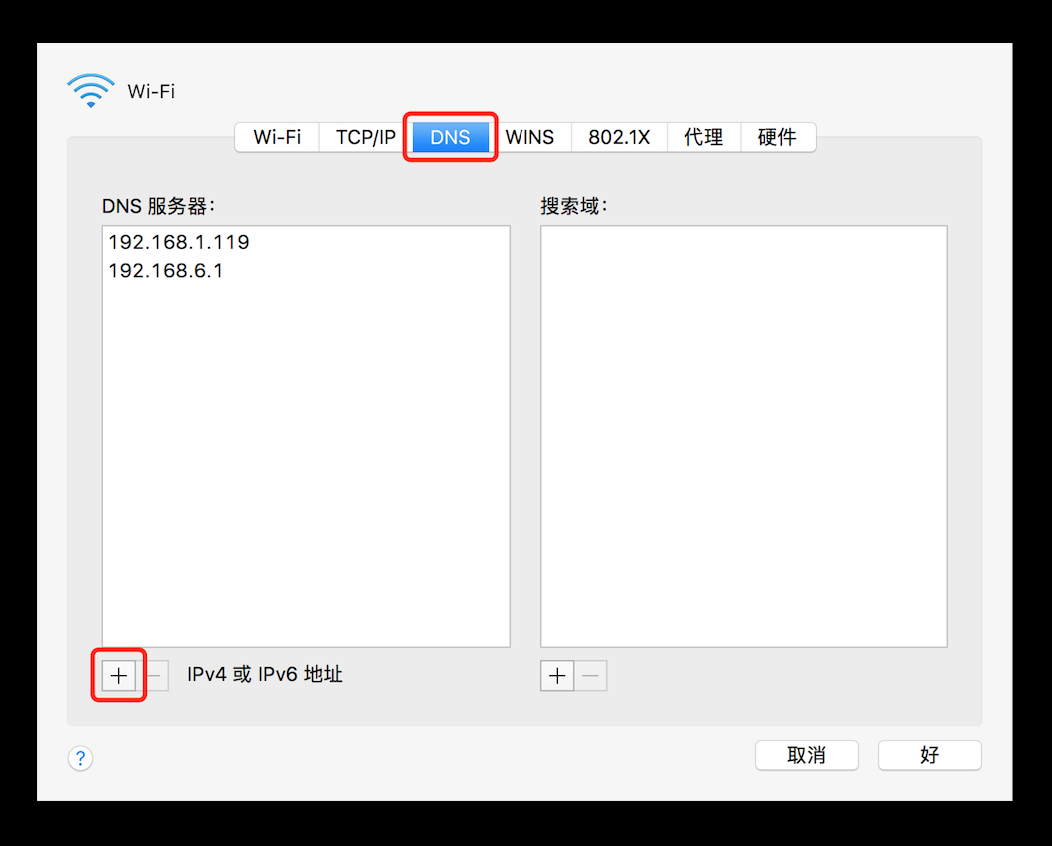 Wi-Fi
Wi-Fi TCP/IP DNS WINS 802.1X 代理 硬件
DNS 服务器：
192.168.1.119
192.168.6.1
搜索域：
+ − IPv4 或 IPv6 地址
+ −
? 取消 好